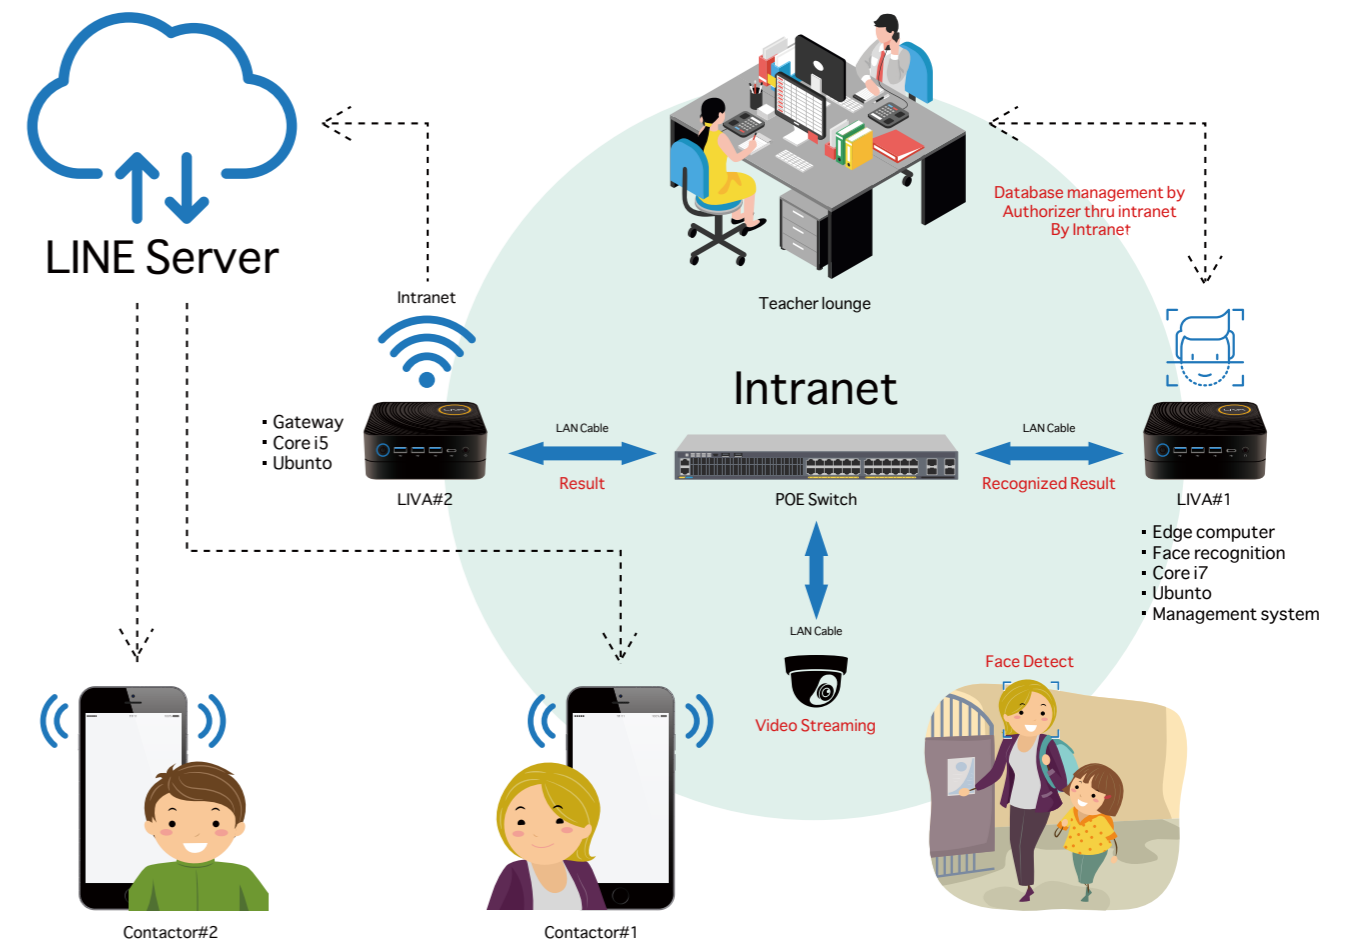 LINE Server
Database management by
Authorizer thru intranet
By Intranet
Intranet
Teacher lounge
Intranet
▪ Gateway
▪ Core i5
▪ Ubunto
LIVA
LIVA#2
LAN Cable
Result
POE Switch
LAN Cable
Recognized Result
LIVA
LIVA#1
▪ Edge computer
▪ Face recognition
▪ Core i7
▪ Ubunto
▪ Management system
LAN Cable
Video Streaming
Face Detect
Contactor#2
Contactor#1